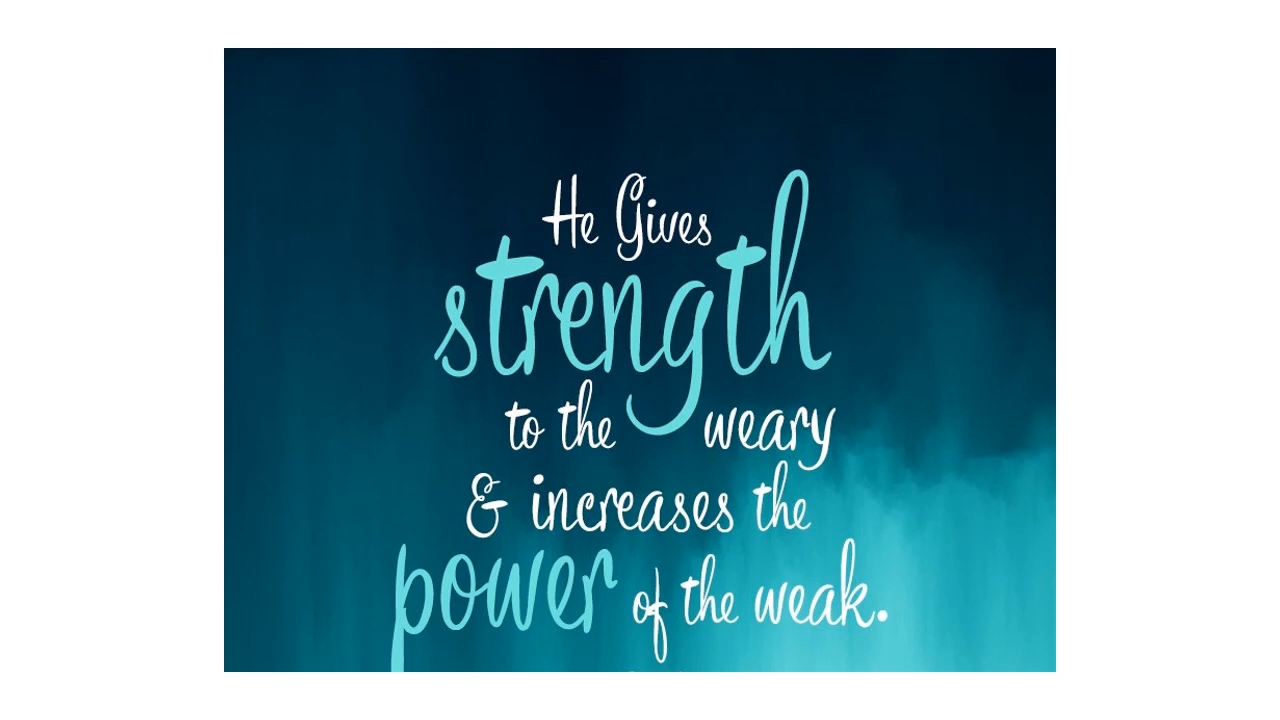 He Gives
strength
to the weary
& increases the
power of the weak.